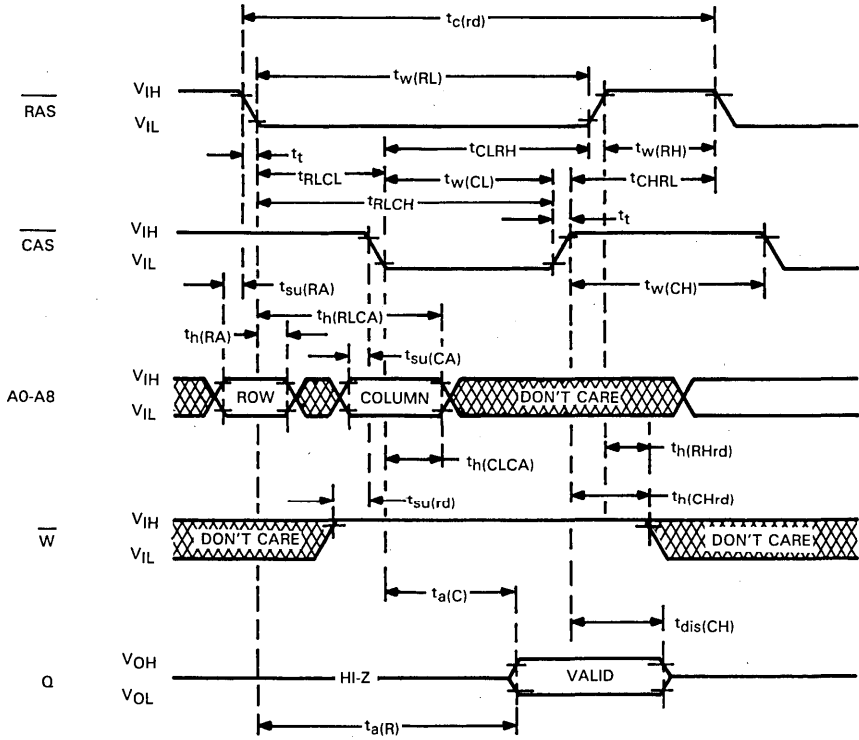 tc(rd)
tw(RL)
RAS
VIH
VIL
tCLRH
tw(RH)
tt
tRLCL
tw(CL)
tCHRL
tRLCH
tt
CAS
VIH
VIL
tsu(RA)
tw(CH)
th(RLCA)
th(RA)
tsu(CA)
A0-A8
VIH
VIL
ROW
COLUMN
DON'T CARE
th(CLCA)
th(RHrd)
tsu(rd)
th(CHrd)
W
VIH
VIL
DON'T CARE
DON'T CARE
ta(C)
tdis(CH)
Q
VOH
VOL
HI-Z
VALID
ta(R)